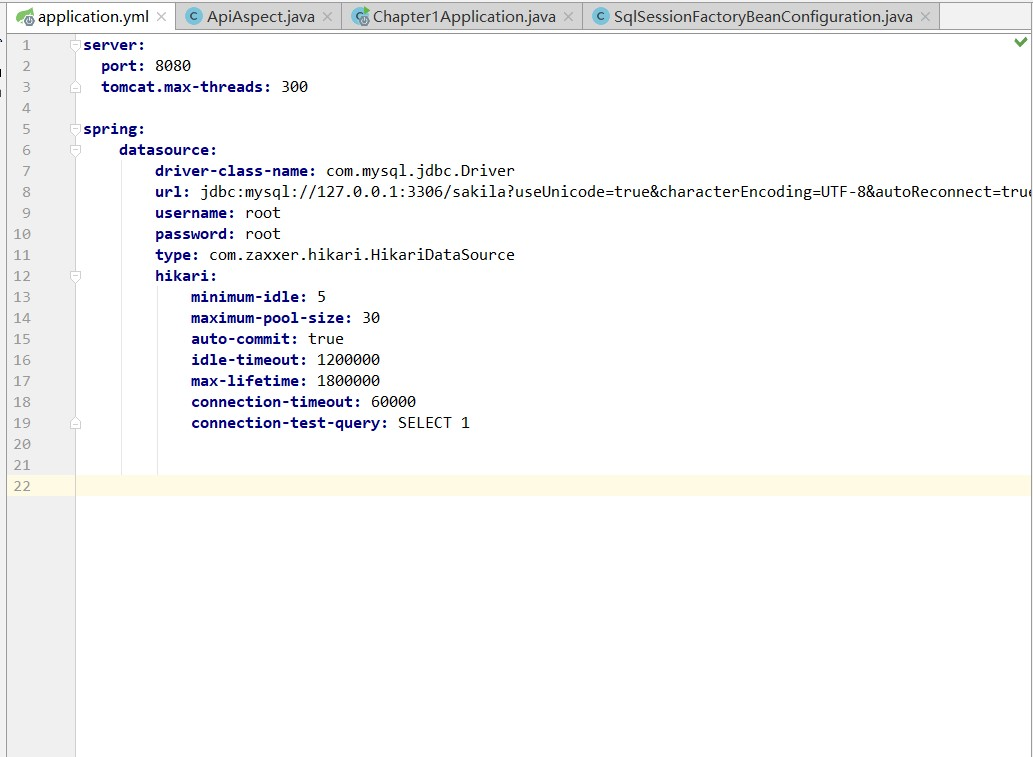 application.yml ApiAspect.java Chapter1Application.java SqlSessionFactoryBeanConfiguration.java
1 server:
2   port: 8080
3   tomcat.max-threads: 300
4
5 spring:
6     datasource:
7         driver-class-name: com.mysql.jdbc.Driver
8         url: jdbc:mysql://127.0.0.1:3306/sakila?useUnicode=true&characterEncoding=UTF-8&autoReconnect=true
9         username: root
10         password: root
11         type: com.zaxxer.hikari.HikariDataSource
12         hikari:
13             minimum-idle: 5
14             maximum-pool-size: 30
15             auto-commit: true
16             idle-timeout: 1200000
17             max-lifetime: 1800000
18             connection-timeout: 60000
19             connection-test-query: SELECT 1
20
21
22